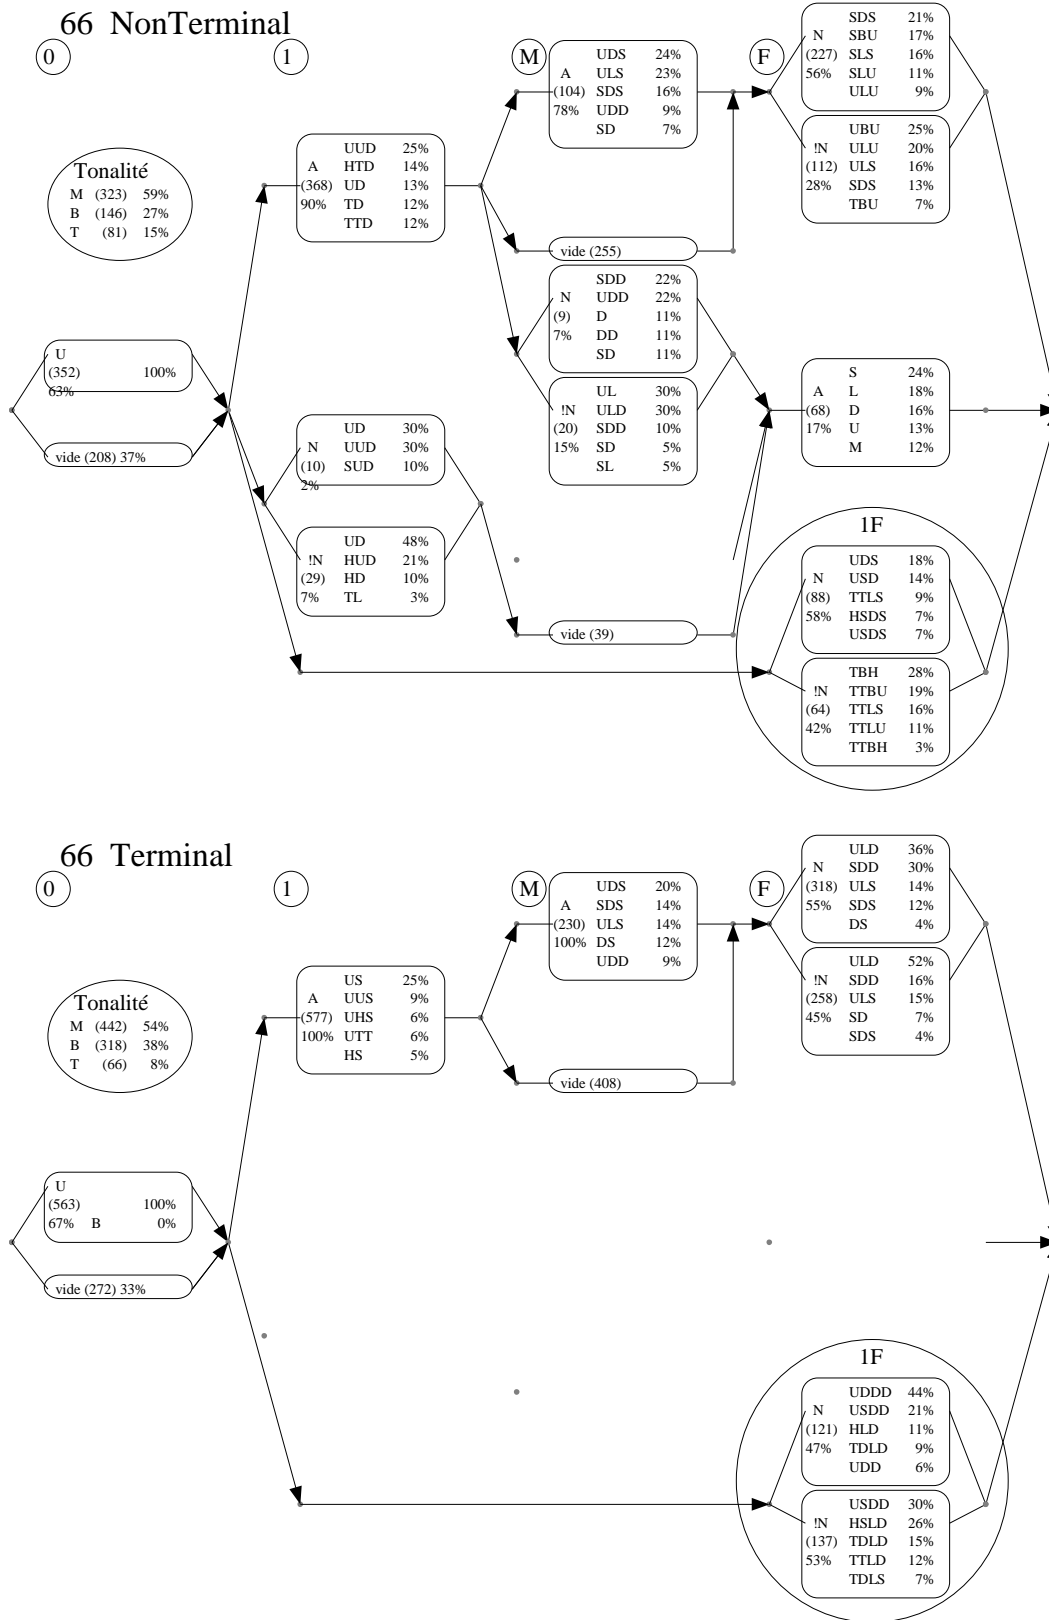 66 NonTerminal
0
1
M
F
Tonalité
M (323) 59%
B (146) 27%
T (81) 15%
U
(352) 100%
63%
vide (208) 37%
UUD 25%
A HTD 14%
(368) UD 13%
90% TD 12%
TTD 12%
UD 30%
N UUD 30%
(10) SUD 10%
2%
UD 48%
!N HUD 21%
(29) HD 10%
7% TL 3%
UDS 24%
A ULS 23%
(104) SDS 16%
78% UDD 9%
SD 7%
vide (255)
SDD 22%
N UDD 22%
(9) D 11%
7% DD 11%
SD 11%
UL 30%
!N ULD 30%
(20) SDD 10%
15% SD 5%
SL 5%
vide (39)
SDS 21%
N SBU 17%
(227) SLS 16%
56% SLU 11%
ULU 9%
UBU 25%
!N ULU 20%
(112) ULS 16%
28% SDS 13%
TBU 7%
S 24%
A L 18%
(68) D 16%
17% U 13%
M 12%
1F
UDS 18%
N USD 14%
(88) TTLS 9%
58% HSDS 7%
USDS 7%
TBH 28%
!N TTBU 19%
(64) TTLS 16%
42% TTLU 11%
TTBH 3%
66 Terminal
0
1
M
F
Tonalité
M (442) 54%
B (318) 38%
T (66) 8%
U
(563) 100%
67% B 0%
vide (272) 33%
US 25%
A UUS 9%
(577) UHS 6%
100% UTT 6%
HS 5%
UDS 20%
A SDS 14%
(230) ULS 14%
100% DS 12%
UDD 9%
vide (408)
ULD 36%
N SDD 30%
(318) ULS 14%
55% SDS 12%
DS 4%
ULD 52%
!N SDD 16%
(258) ULS 15%
45% SD 7%
SDS 4%
1F
UDDD 44%
N USDD 21%
(121) HLD 11%
47% TDLD 9%
UDD 6%
USDD 30%
!N HSLD 26%
(137) TDLD 15%
53% TTLD 12%
TDLS 7%